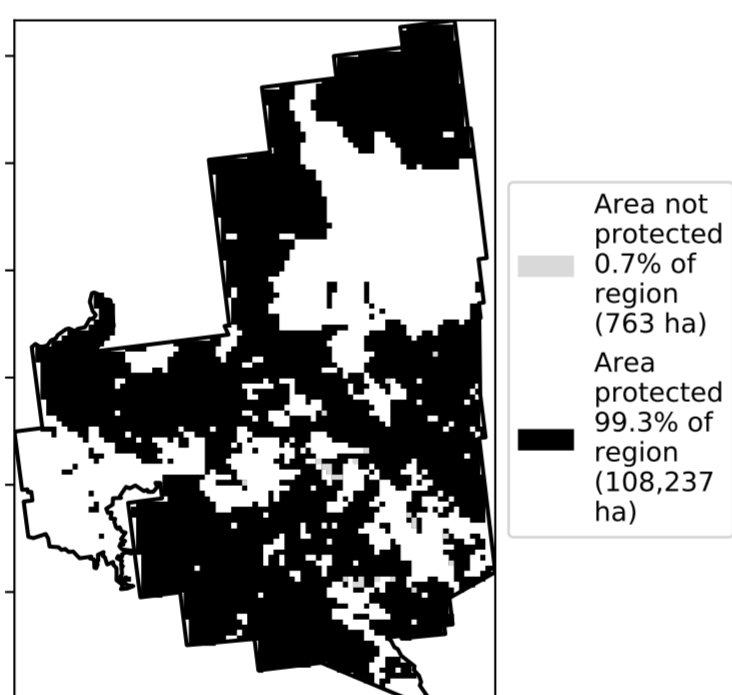 Area not
protected
0.7% of
region
(763 ha)
Area
protected
99.3% of
region
(108,237
ha)